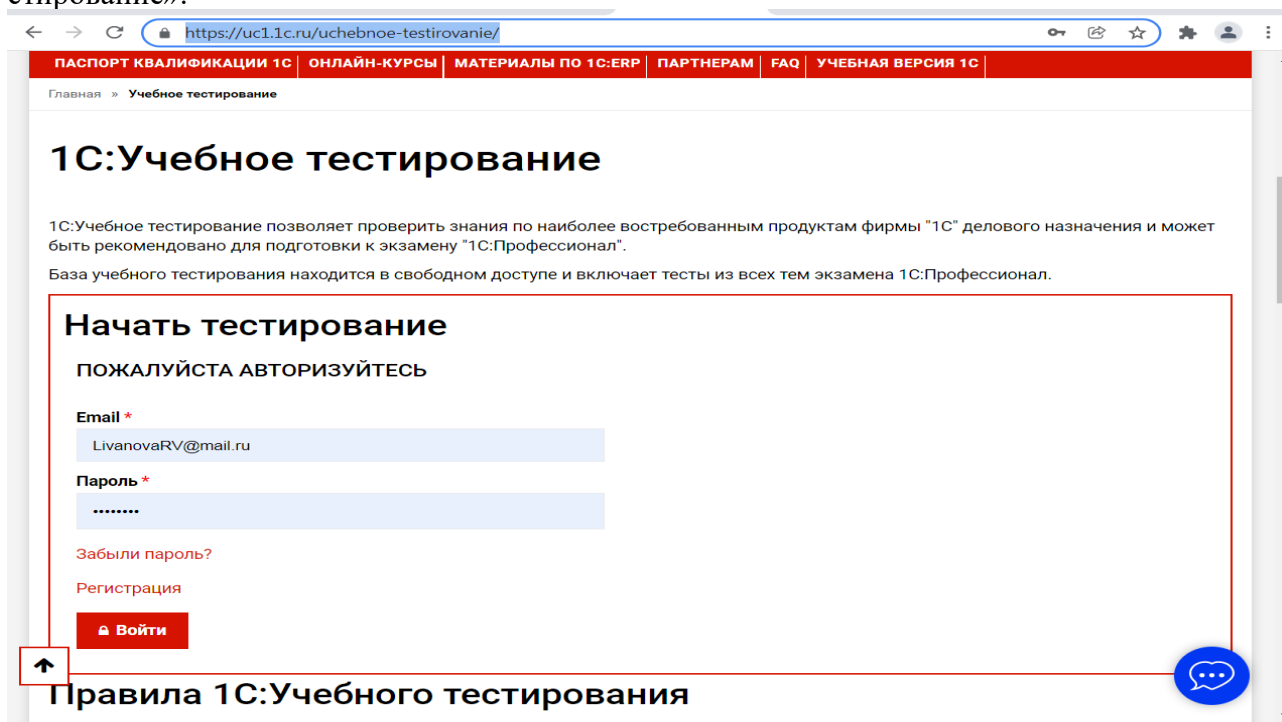 стирование».
https://uc1.1c.ru/uchebnoe-testirovanie/
ПАСПОРТ КВАЛИФИКАЦИИ 1С ОНЛАЙН-КУРСЫ МАТЕРИАЛЫ ПО 1С:ERP ПАРТНЕРАМ FAQ УЧЕБНАЯ ВЕРСИЯ 1С
Главная » Учебное тестирование
1С:Учебное тестирование
1С:Учебное тестирование позволяет проверить знания по наиболее востребованным продуктам фирмы "1С" делового назначения и может
быть рекомендовано для подготовки к экзамену "1С:Профессионал".
База учебного тестирования находится в свободном доступе и включает тесты из всех тем экзамена 1С:Профессионал.
Начать тестирование
ПОЖАЛУЙСТА АВТОРИЗУЙТЕСЬ
Email *
LivanovaRV@mail.ru
Пароль *
••••••••
Забыли пароль?
Регистрация
Войти
Правила 1С:Учебного тестирования